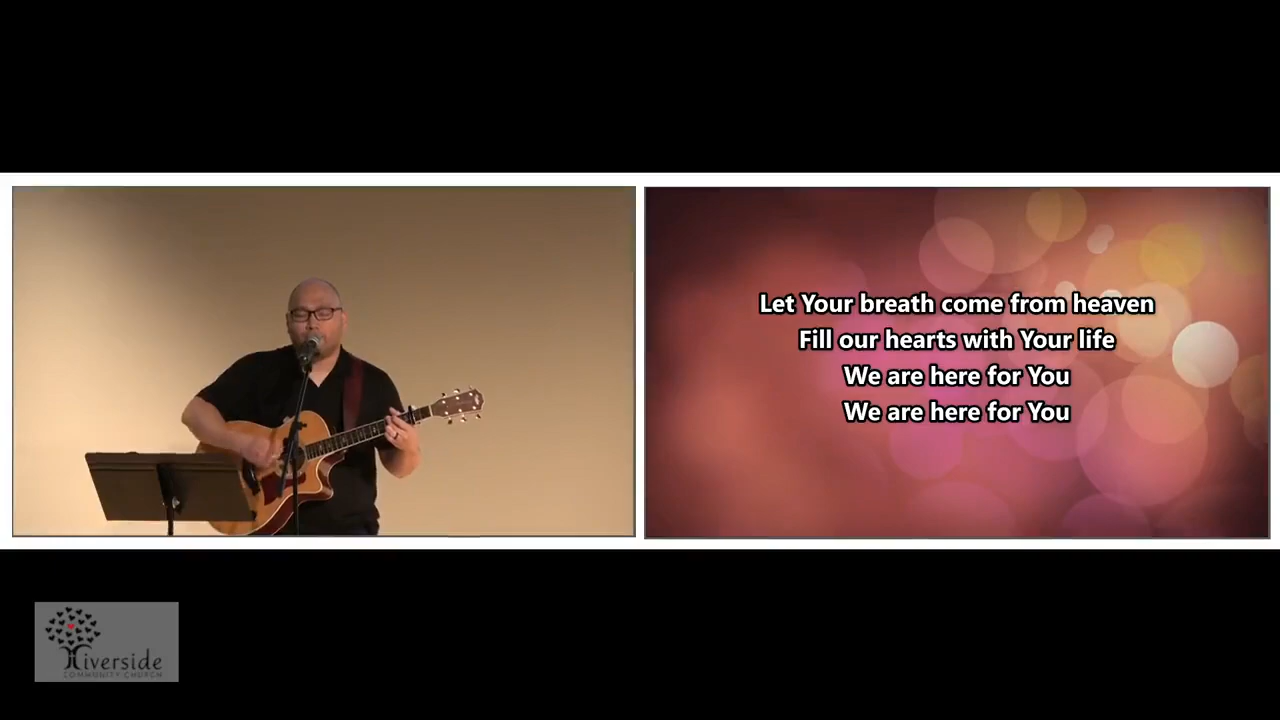 Let Your breath come from heaven
Fill our hearts with Your life
We are here for You
We are here for You
Riverside
COMMUNITY CHURCH